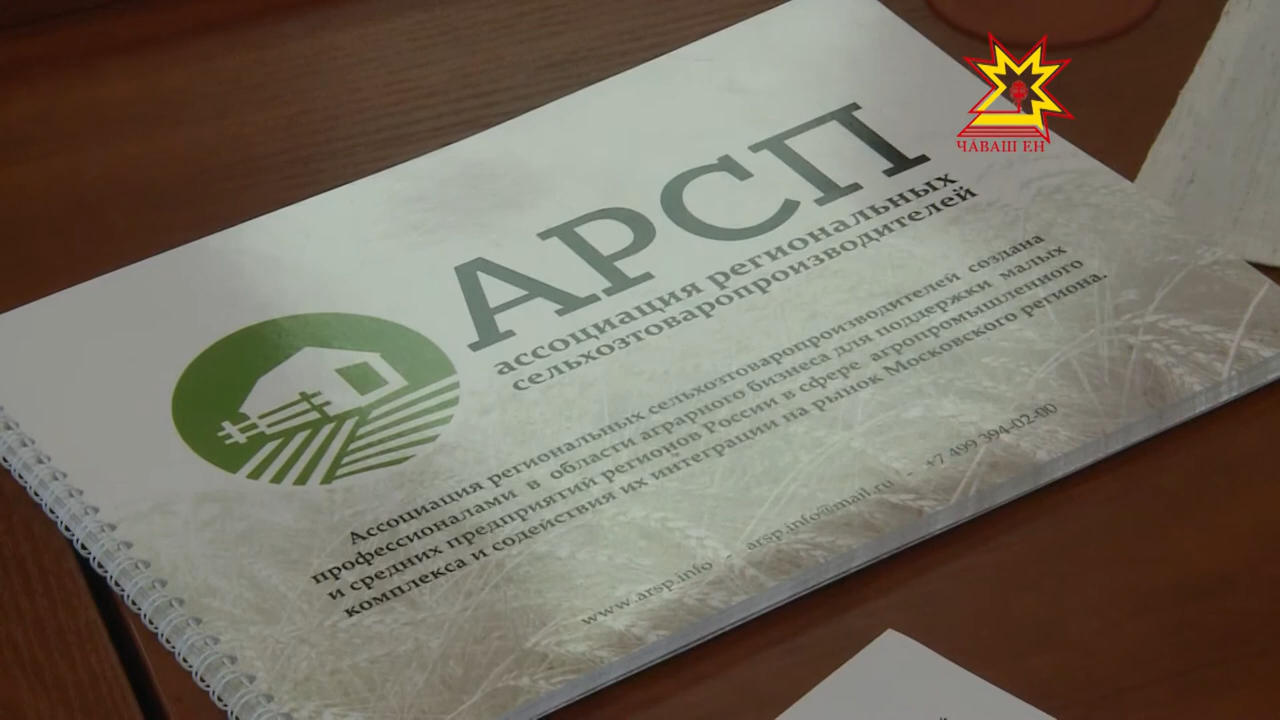 ЧӐВАШ ЕН
АРСП
ассоциация региональных
сельхозтоваропроизводителей
Ассоциация региональных сельхозтоваропроизводителей создана
профессионалами в области аграрного бизнеса для поддержки малых
и средних предприятий регионов России в сфере агропромышленного
комплекса и содействия их интеграции на рынок Московского региона.
www.arsp.info - arsp.info@mail.ru - +7 499 394-02-00